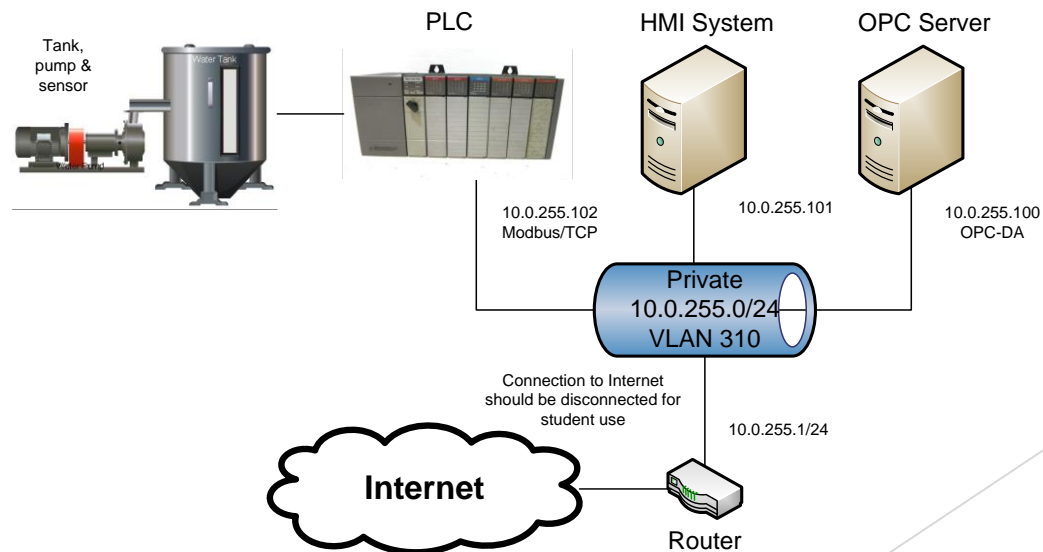 PLC
HMI System
OPC Server
Tank,
pump &
sensor
Water Tank
Water Pump
10.0.255.102
Modbus/TCP
10.0.255.101
10.0.255.100
OPC-DA
Private
10.0.255.0/24
VLAN 310
Connection to Internet
should be disconnected for
student use
10.0.255.1/24
Internet
Router